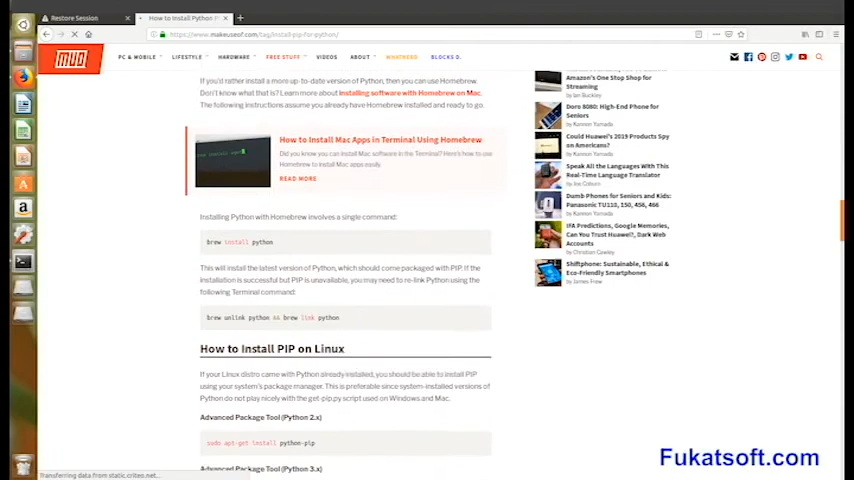 Restore Session
How to Install Python P
https://www.makeuseof.com/tag/install-pip-for-python/
MUO
PC & MOBILE
LIFESTYLE
HARDWARE
FREE STUFF
VIDEOS
ABOUT
WHATNERD
BLOCKS D.
If you'd rather install a more up-to-date version of Python, then you can use Homebrew.
Don't know what that is? Learn more about installing software with Homebrew on Mac.
The following instructions assume you already have Homebrew installed and ready to go.
How to Install Mac Apps in Terminal Using Homebrew
Did you know you can install Mac software in the Terminal? Here's how to use
Homebrew to install Mac apps easily.
READ MORE
Installing Python with Homebrew involves a single command:
brew install python
This will install the latest version of Python, which should come packaged with PIP. If the
installation is successful but PIP is unavailable, you may need to re-link Python using the
following Terminal command:
brew unlink python && brew link python
How to Install PIP on Linux
If your Linux distro came with Python already installed, you should be able to install PIP
using your system's package manager. This is preferable since system-installed versions of
Python do not play nicely with the get-pip.py script used on Windows and Mac.
Advanced Package Tool (Python 2.x)
sudo apt-get install python-pip
Advanced Package Tool (Python 3.x)
Amazon's One Stop Shop for
Streaming
by Ian Buckley
Doro 8080: High-End Phone for
Seniors
by Kannon Yamada
Could Huawei's 2019 Products Spy
on Americans?
by Kannon Yamada
Speak All the Languages With This
Real-Time Language Translator
by Joe Coburn
Dumb Phones for Seniors and Kids:
Panasonic TU110, 150, 456, 466
by Kannon Yamada
IFA Predictions, Google Memories,
Can You Trust Huawei?, Dark Web
Accounts
by Christian Cawley
Shiftphone: Sustainable, Ethical &
Eco-Friendly Smartphones
by James Frew
Transferring data from static.criteo.net...
Fukatsoft.com